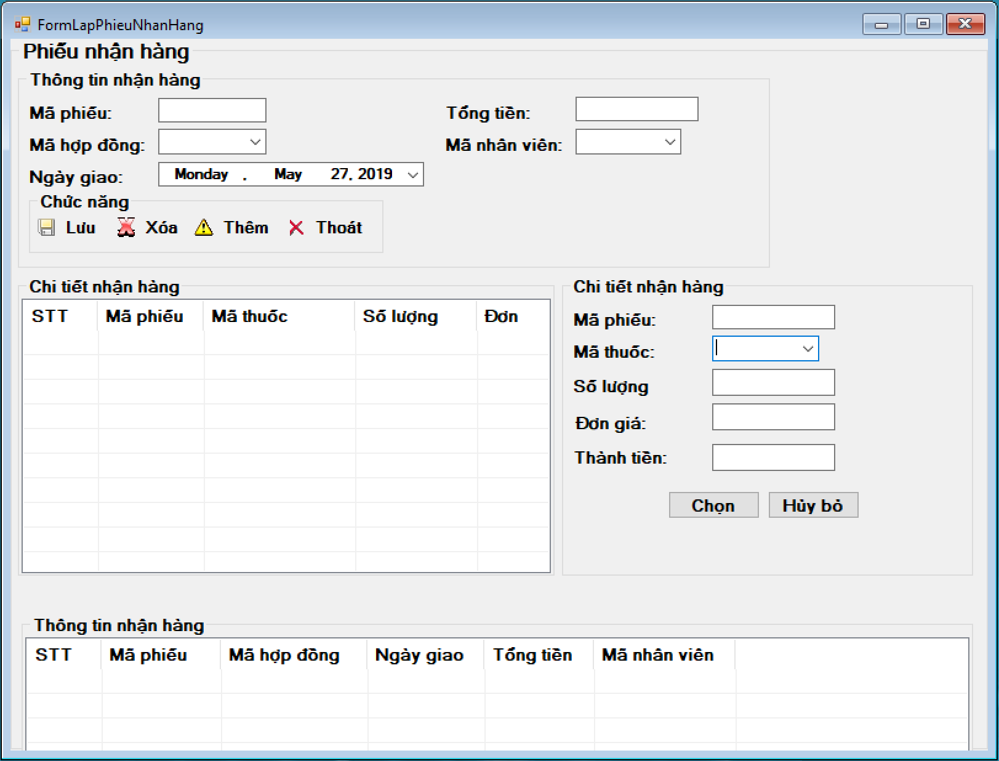 FormLapPhieuNhanHang
Phiếu nhận hàng
Thông tin nhận hàng
Mã phiếu:
Tổng tiền:
Mã hợp đồng:
Mã nhân viên:
Ngày giao:
Monday , May 27, 2019
Chức năng
Lưu Xóa Thêm Thoát
Chi tiết nhận hàng
STT Mã phiếu Mã thuốc Số lượng Đơn
Chi tiết nhận hàng
Mã phiếu:
Mã thuốc:
Số lượng
Đơn giá:
Thành tiền:
Chọn Hủy bỏ
Thông tin nhận hàng
STT Mã phiếu Mã hợp đồng Ngày giao Tổng tiền Mã nhân viên